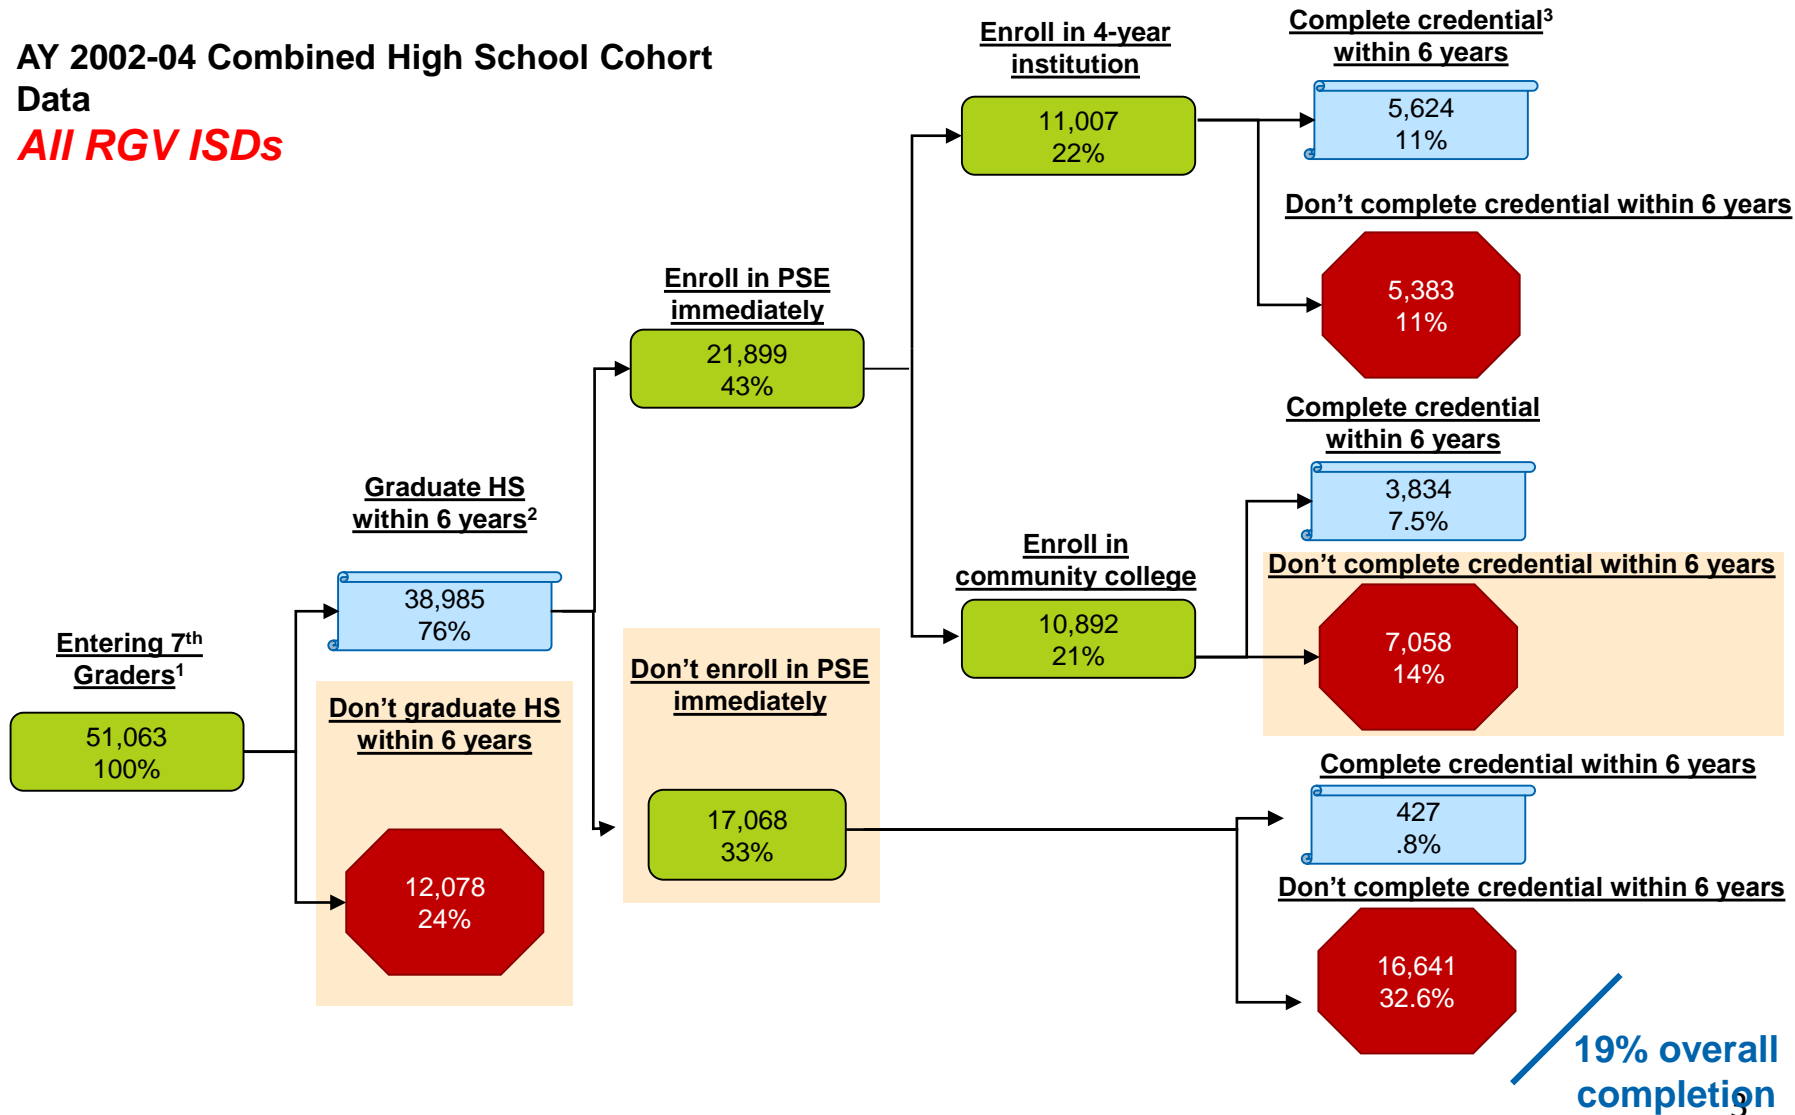 AY 2002-04 Combined High School Cohort
Data
All RGV ISDs
Entering 7th
Graders1
51,063
100%
Graduate HS
within 6 years2
38,985
76%
Don’t graduate HS
within 6 years
12,078
24%
Enroll in PSE
immediately
21,899
43%
Don’t enroll in PSE
immediately
17,068
33%
Enroll in 4-year
institution
11,007
22%
Enroll in
community college
10,892
21%
Complete credential3
within 6 years
5,624
11%
Don’t complete credential within 6 years
5,383
11%
Complete credential
within 6 years
3,834
7.5%
Don’t complete credential within 6 years
7,058
14%
Complete credential within 6 years
427
.8%
Don’t complete credential within 6 years
16,641
32.6%
19% overall
completion
3